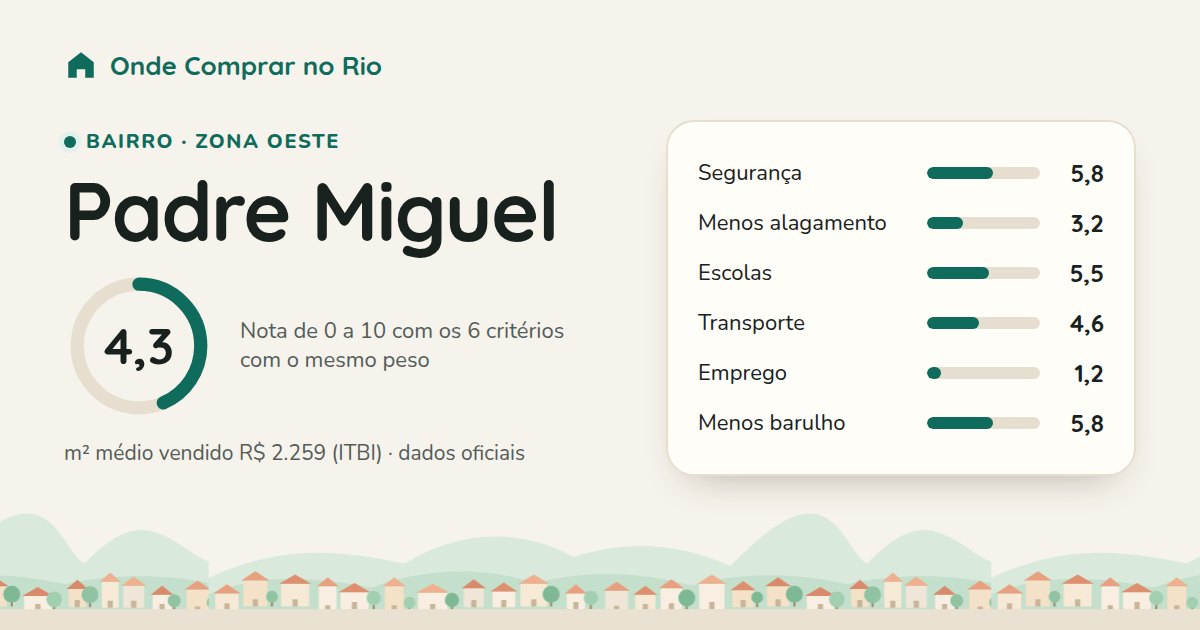 Onde Comprar no Rio
BAIRRO · ZONA OESTE
Padre Miguel
4,3
Nota de 0 a 10 com os 6 critérios
com o mesmo peso
m² médio vendido R$ 2.259 (ITBI) · dados oficiais
Segurança 5,8
Menos alagamento 3,2
Escolas 5,5
Transporte 4,6
Emprego 1,2
Menos barulho 5,8